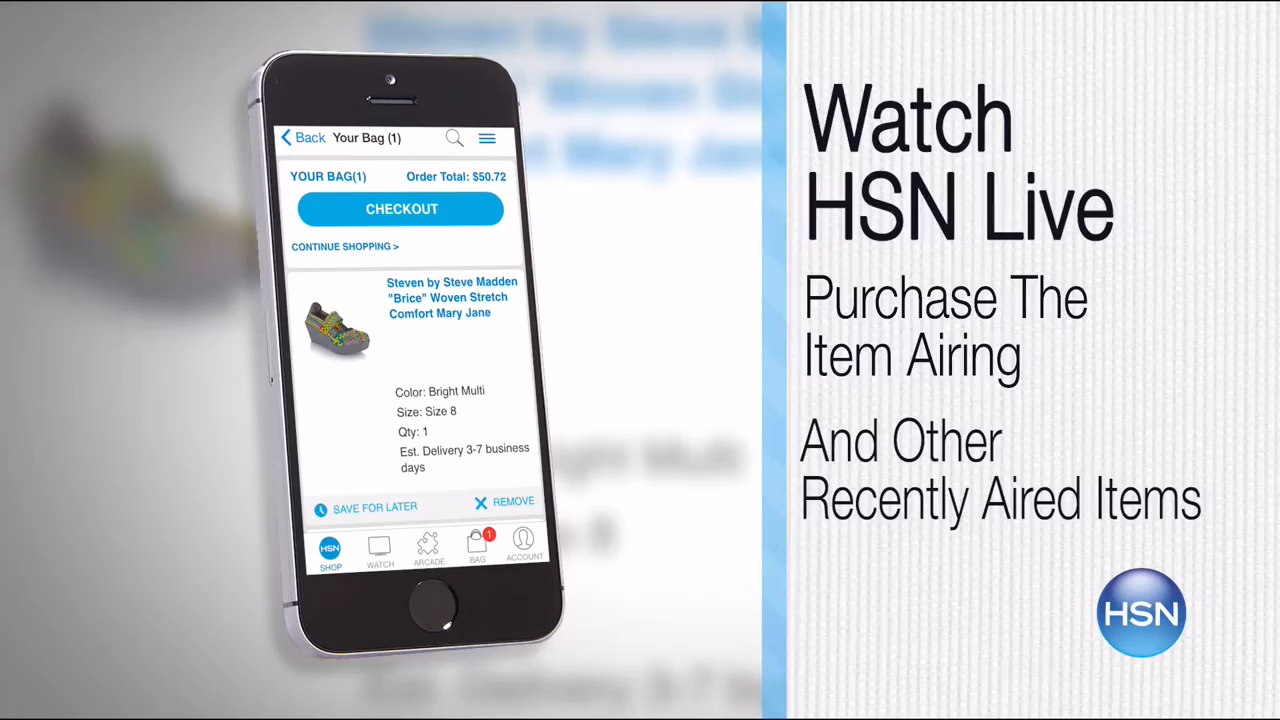 Back Your Bag (1)
YOUR BAG(1) Order Total: $50.72
CHECKOUT
CONTINUE SHOPPING >
Steven by Steve Madden
"Brice" Woven Stretch
Comfort Mary Jane
Color: Bright Multi
Size: Size 8
Qty: 1
Est. Delivery 3-7 business
days
SAVE FOR LATER X REMOVE
HSN
1
SHOP WATCH ARCADE BAG ACCOUNT
Watch
HSN Live
Purchase The
Item Airing
And Other
Recently Aired Items
HSN